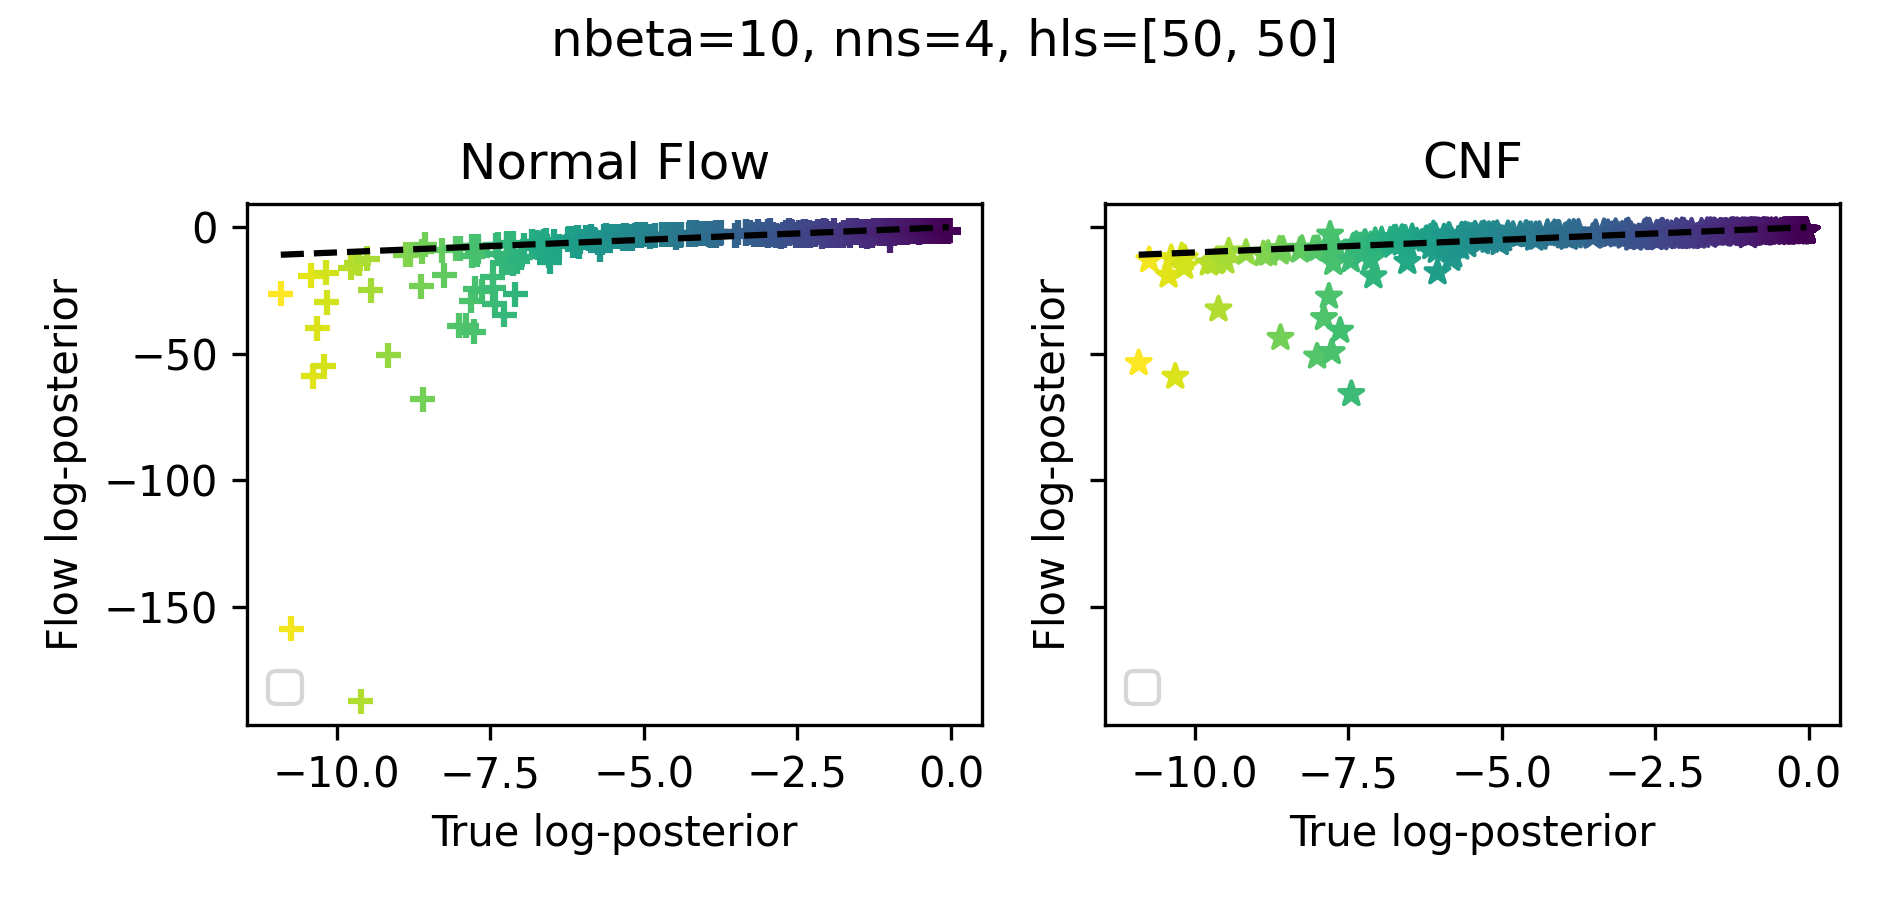 nbeta=10, nns=4, hls=[50, 50]
Normal Flow
Flow log-posterior
0
−50
−100
−150
−10.0 −7.5 −5.0 −2.5 0.0
True log-posterior
CNF
Flow log-posterior
−10.0 −7.5 −5.0 −2.5 0.0
True log-posterior